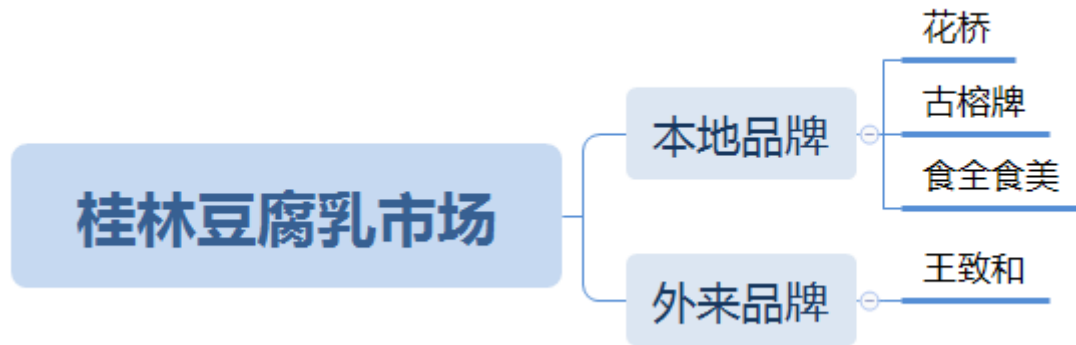 桂林豆腐乳市场
本地品牌
花桥
古榕牌
食全食美
外来品牌
王致和